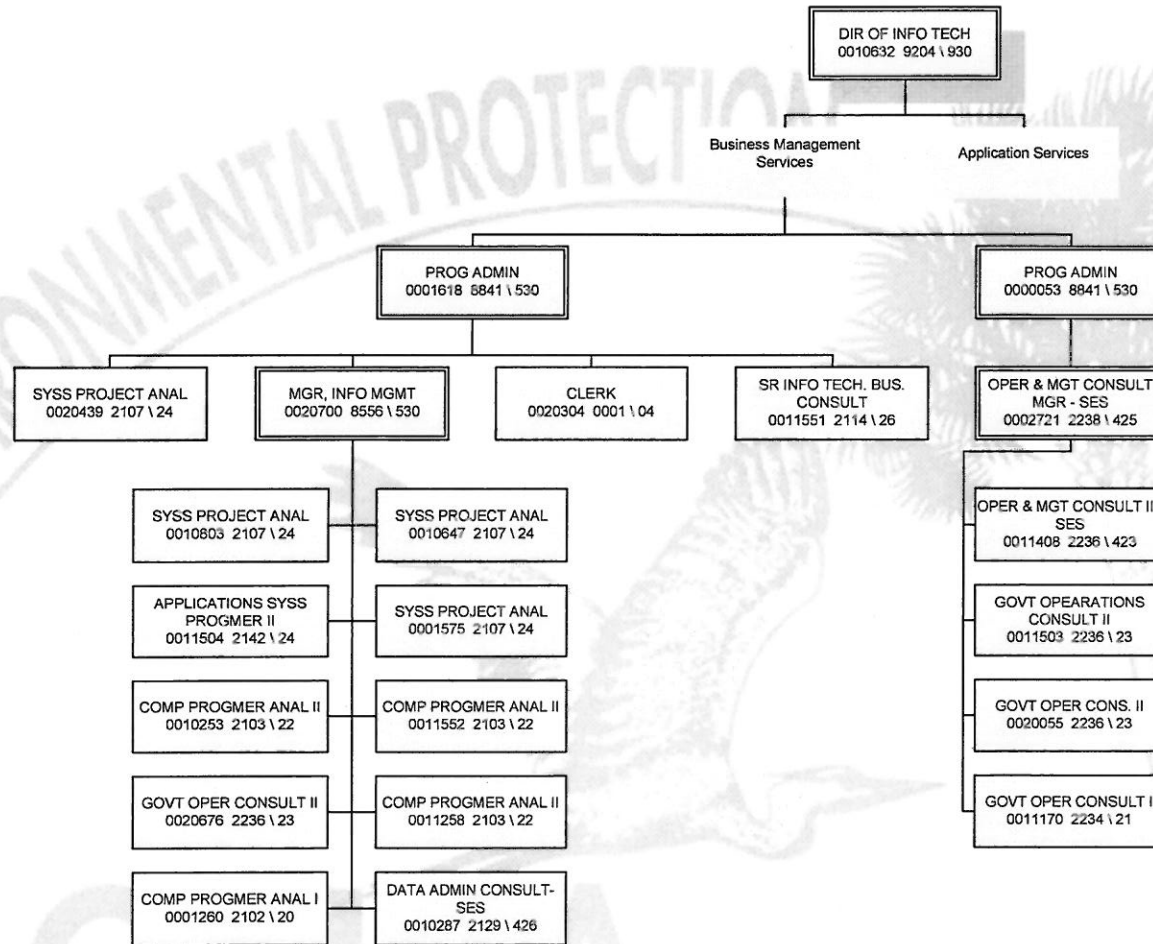 DIR OF INFO TECH
0010632 9204 \ 930
Business Management
Services
Application Services
PROG ADMIN
0001618 8841 \ 530
PROG ADMIN
0000053 8841 \ 530
SYSS PROJECT ANAL
0020439 2107 \ 24
MGR, INFO MGMT
0020700 8556 \ 530
CLERK
0020304 0001 \ 04
SR INFO TECH. BUS.
CONSULT
0011551 2114 \ 26
OPER & MGT CONSULT
MGR - SES
0002721 2238 \ 425
SYSS PROJECT ANAL
0010803 2107 \ 24
SYSS PROJECT ANAL
0010647 2107 \ 24
OPER & MGT CONSULT II
SES
0011408 2236 \ 423
APPLICATIONS SYSS
PROGMER II
0011504 2142 \ 24
SYSS PROJECT ANAL
0001575 2107 \ 24
GOVT OPEARATIONS
CONSULT II
0011503 2236 \ 23
COMP PROGMER ANAL II
0010253 2103 \ 22
COMP PROGMER ANAL II
0011552 2103 \ 22
GOVT OPER CONS. II
0020055 2236 \ 23
GOVT OPER CONSULT II
0020676 2236 \ 23
COMP PROGMER ANAL II
0011258 2103 \ 22
GOVT OPER CONSULT I
0011170 2234 \ 21
COMP PROGMER ANAL I
0001260 2102 \ 20
DATA ADMIN CONSULT-
SES
0010287 2129 \ 426
RONMENTAL PROTECTION